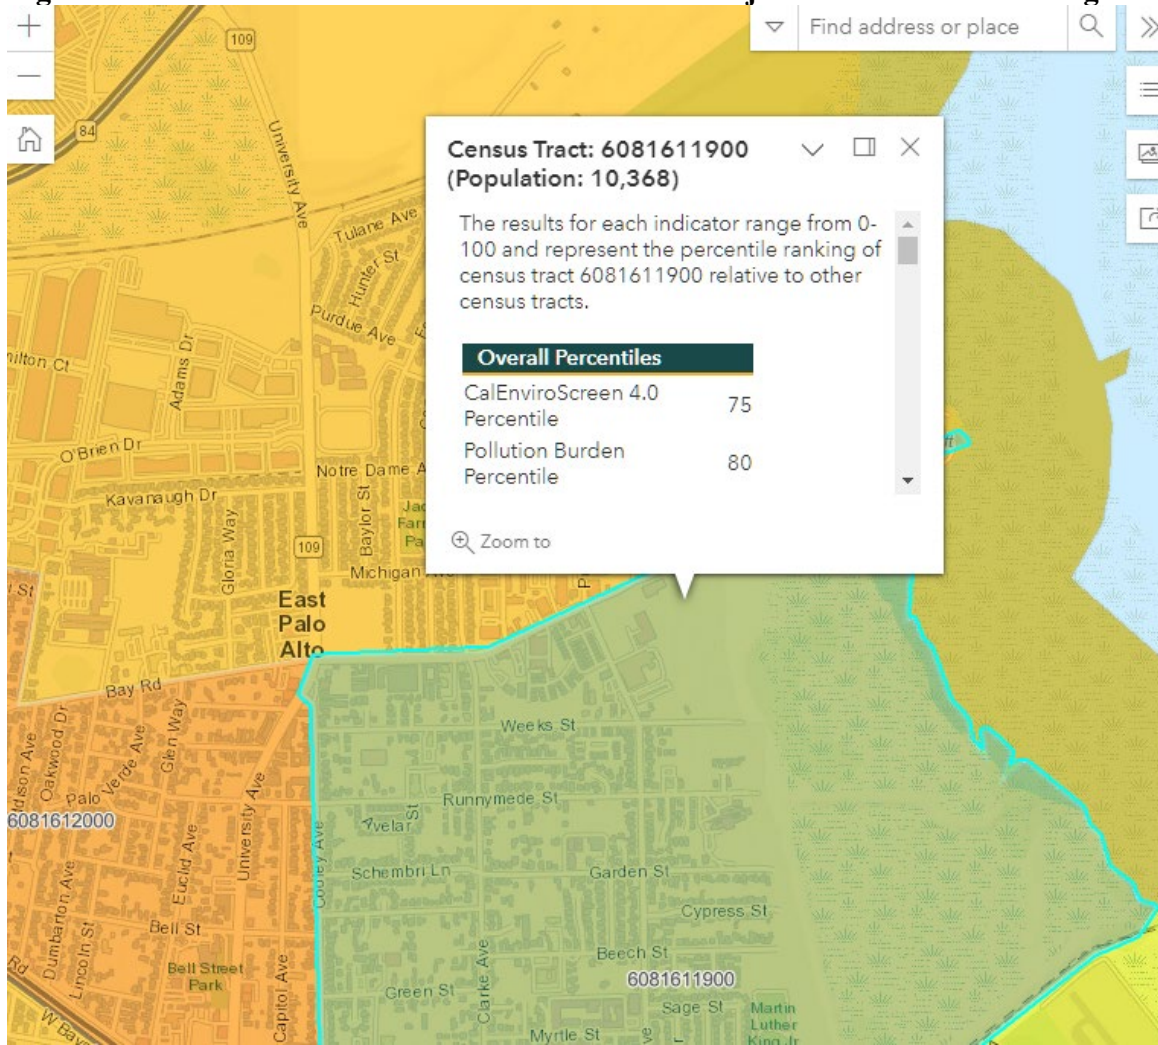 Find address or place
109
84
University Ave
Tulane Ave
Hunter St
Purdue Ave
Adams Dr
O'Brien Dr
Kavanaugh Dr
Gloria Way
Notre Dame
Baylor St
109
Michigan
East
Palo
Alto
Census Tract: 6081611900
(Population: 10,368)
The results for each indicator range from 0-
100 and represent the percentile ranking of
census tract 6081611900 relative to other
census tracts.
Overall Percentiles
CalEnviroScreen 4.0
Percentile
75
Pollution Burden
Percentile
80
Zoom to
Bay Rd
Oakwood Dr
Palo Verde Ave
Glen Way
6081612000
University Ave
Euclid Ave
Dumbarton Ave
Lincoln St
Bell St
Bell Street
Park
Capitol Ave
Cooley Ave
Weeks St
Runnymede St
Avelar St
Schembri Ln
Garden St
Cypress St
Beech St
6081611900
Green St
Clarke Ave
Sage St
Myrtle St
Martin
Luther
King Jr